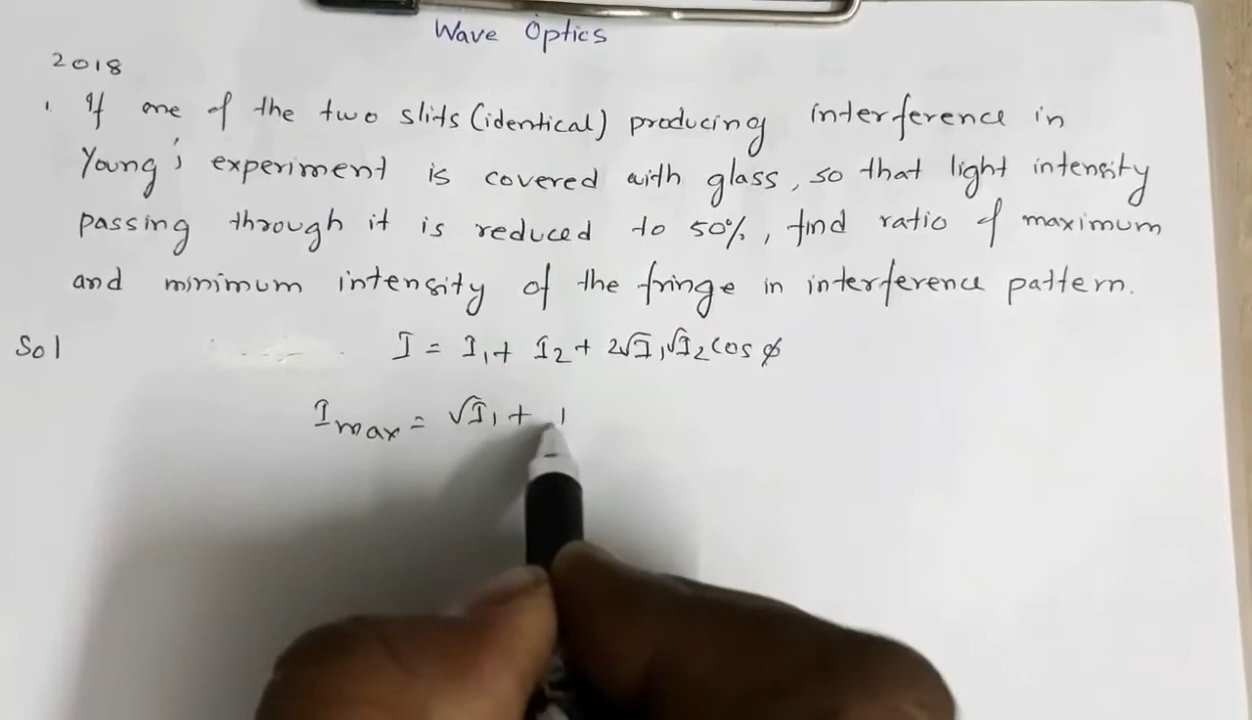 Wave Optics
2018
1. If one of the two slits (identical) producing interference in
Young's experiment is covered with glass, so that light intensity
passing through it is reduced to 50%, find ratio of maximum
and minimum intensity of the fringe in interference pattern.
Sol I = I₁ + I₂ + 2√I₁√I₂ cos φ
I max = √I₁ +